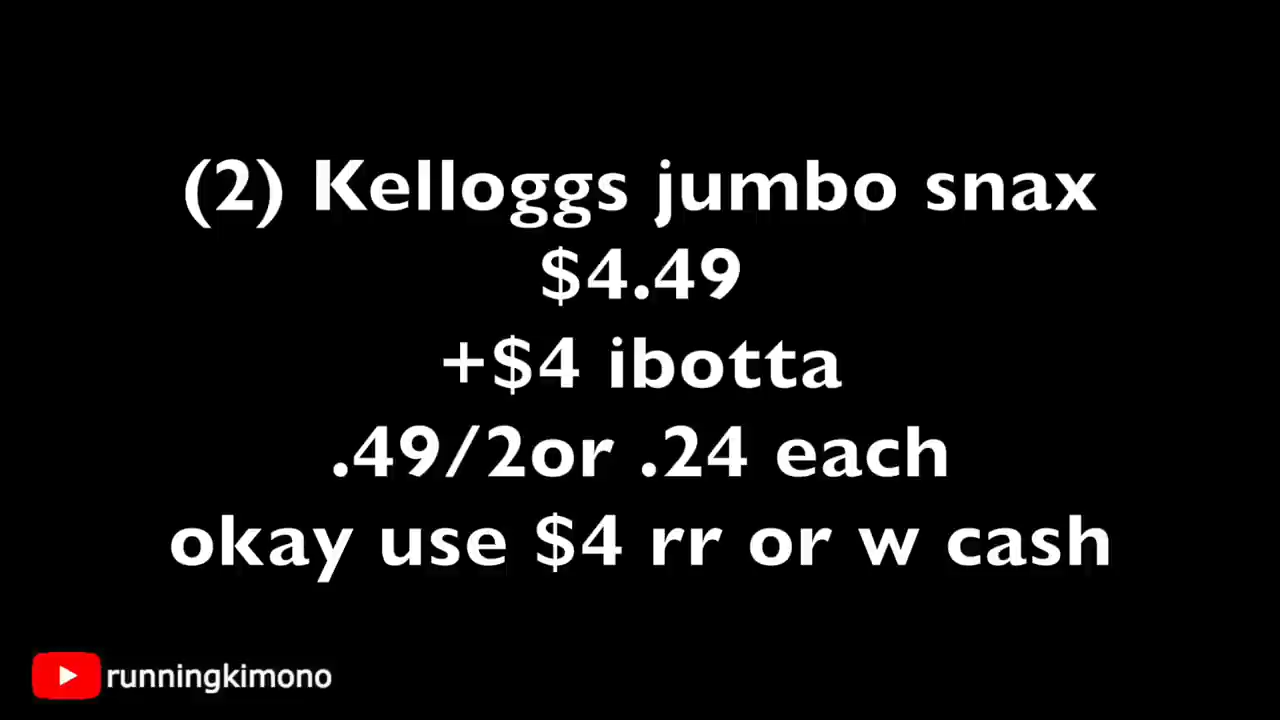 (2) Kelloggs jumbo snax
$4.49
+$4 ibotta
.49/2or .24 each
okay use $4 rr or w cash
runningkimono